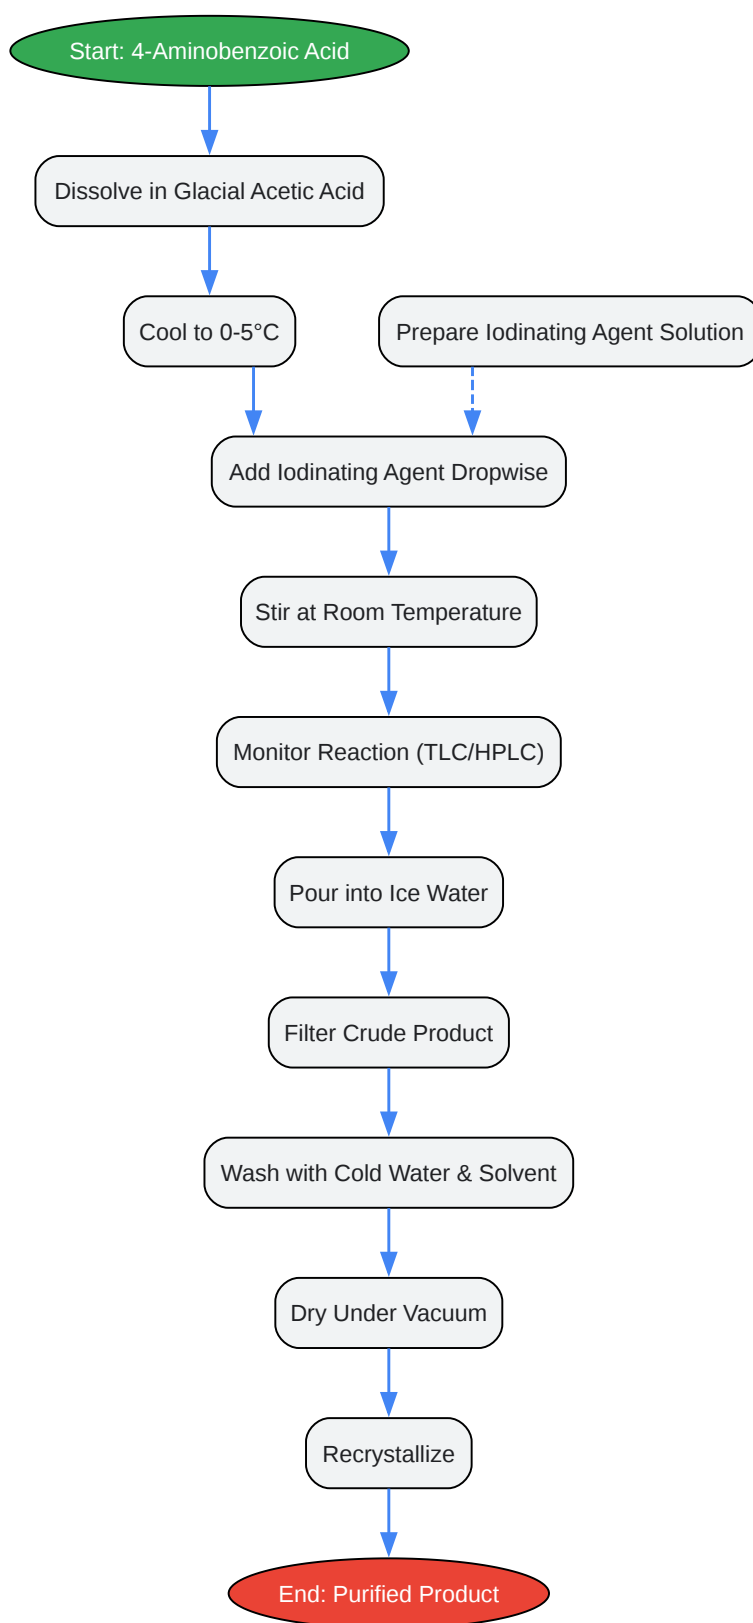 Start: 4-Aminobenzoic Acid
Dissolve in Glacial Acetic Acid
Cool to 0-5°C
Prepare Iodinating Agent Solution
Add Iodinating Agent Dropwise
Stir at Room Temperature
Monitor Reaction (TLC/HPLC)
Pour into Ice Water
Filter Crude Product
Wash with Cold Water & Solvent
Dry Under Vacuum
Recrystallize
End: Purified Product